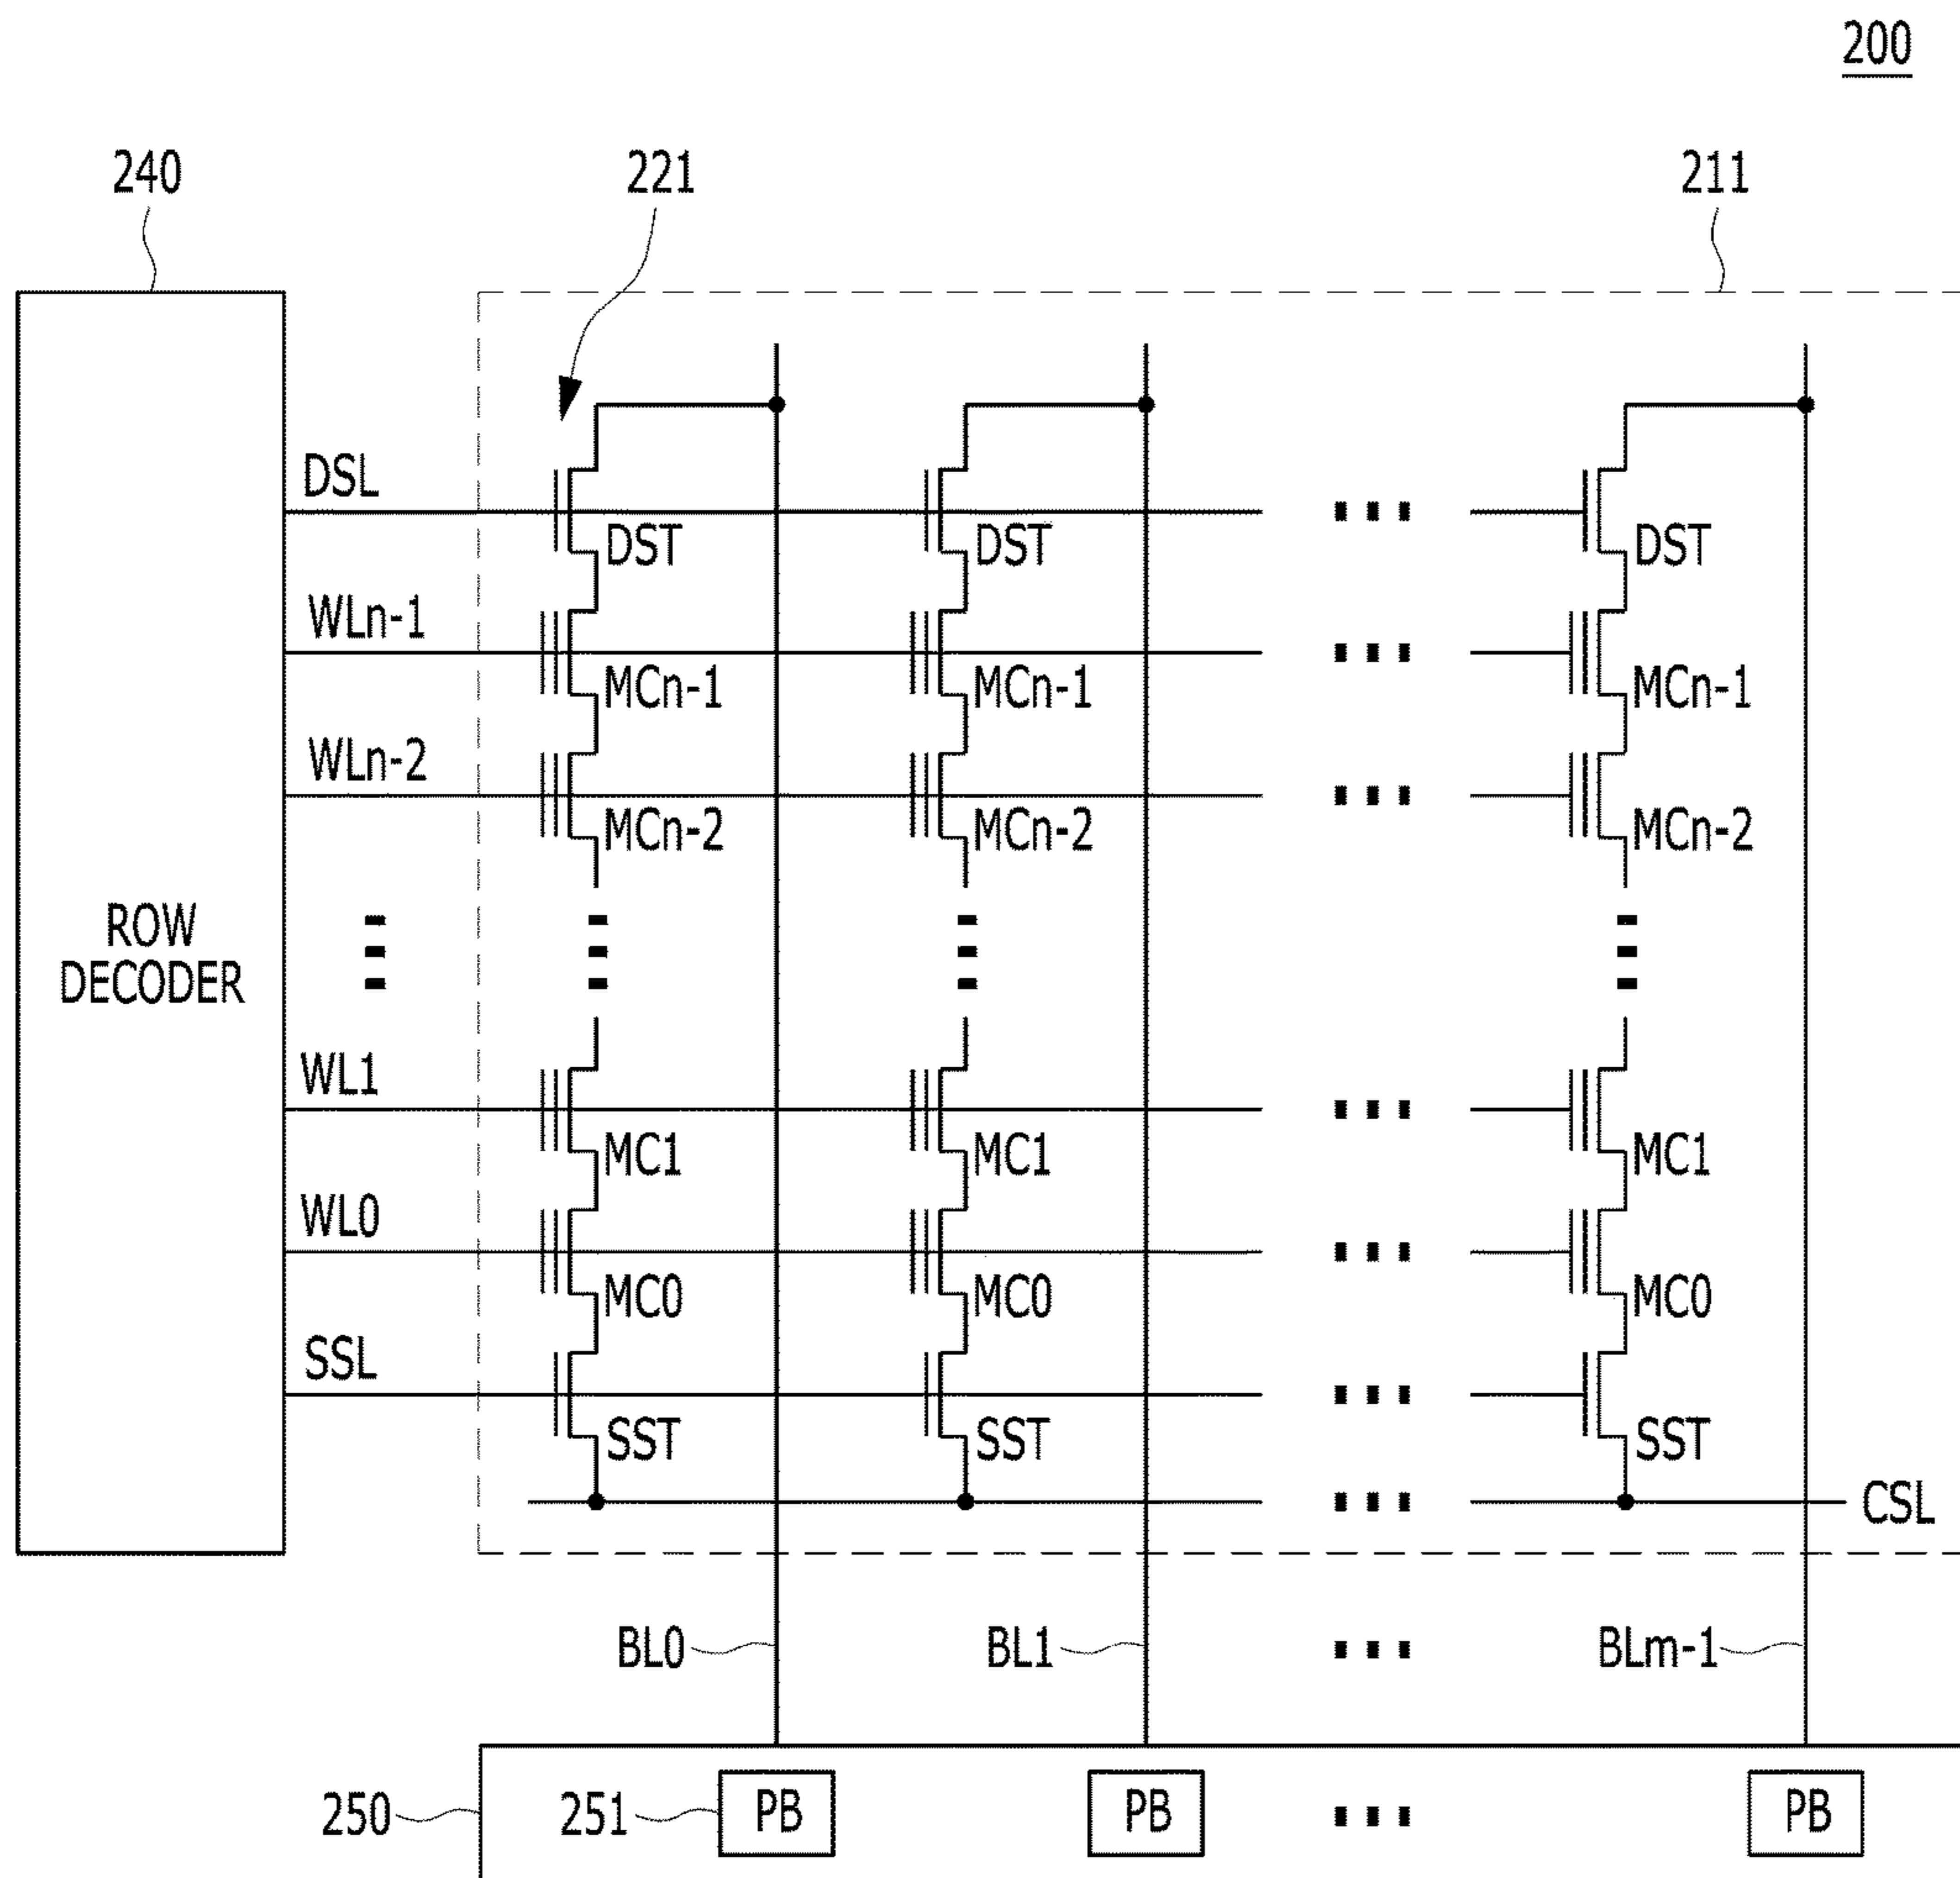 200
240
221
211
DSL
DST
DST
DST
WLn-1
MCn-1
MCn-1
MCn-1
WLn-2
MCn-2
MCn-2
MCn-2
ROW
DECODER
WL1
MC1
MC1
MC1
WL0
MC0
MC0
MC0
SSL
SST
SST
SST
CSL
BL0
BL1
BLm-1
250
251
PB
PB
PB